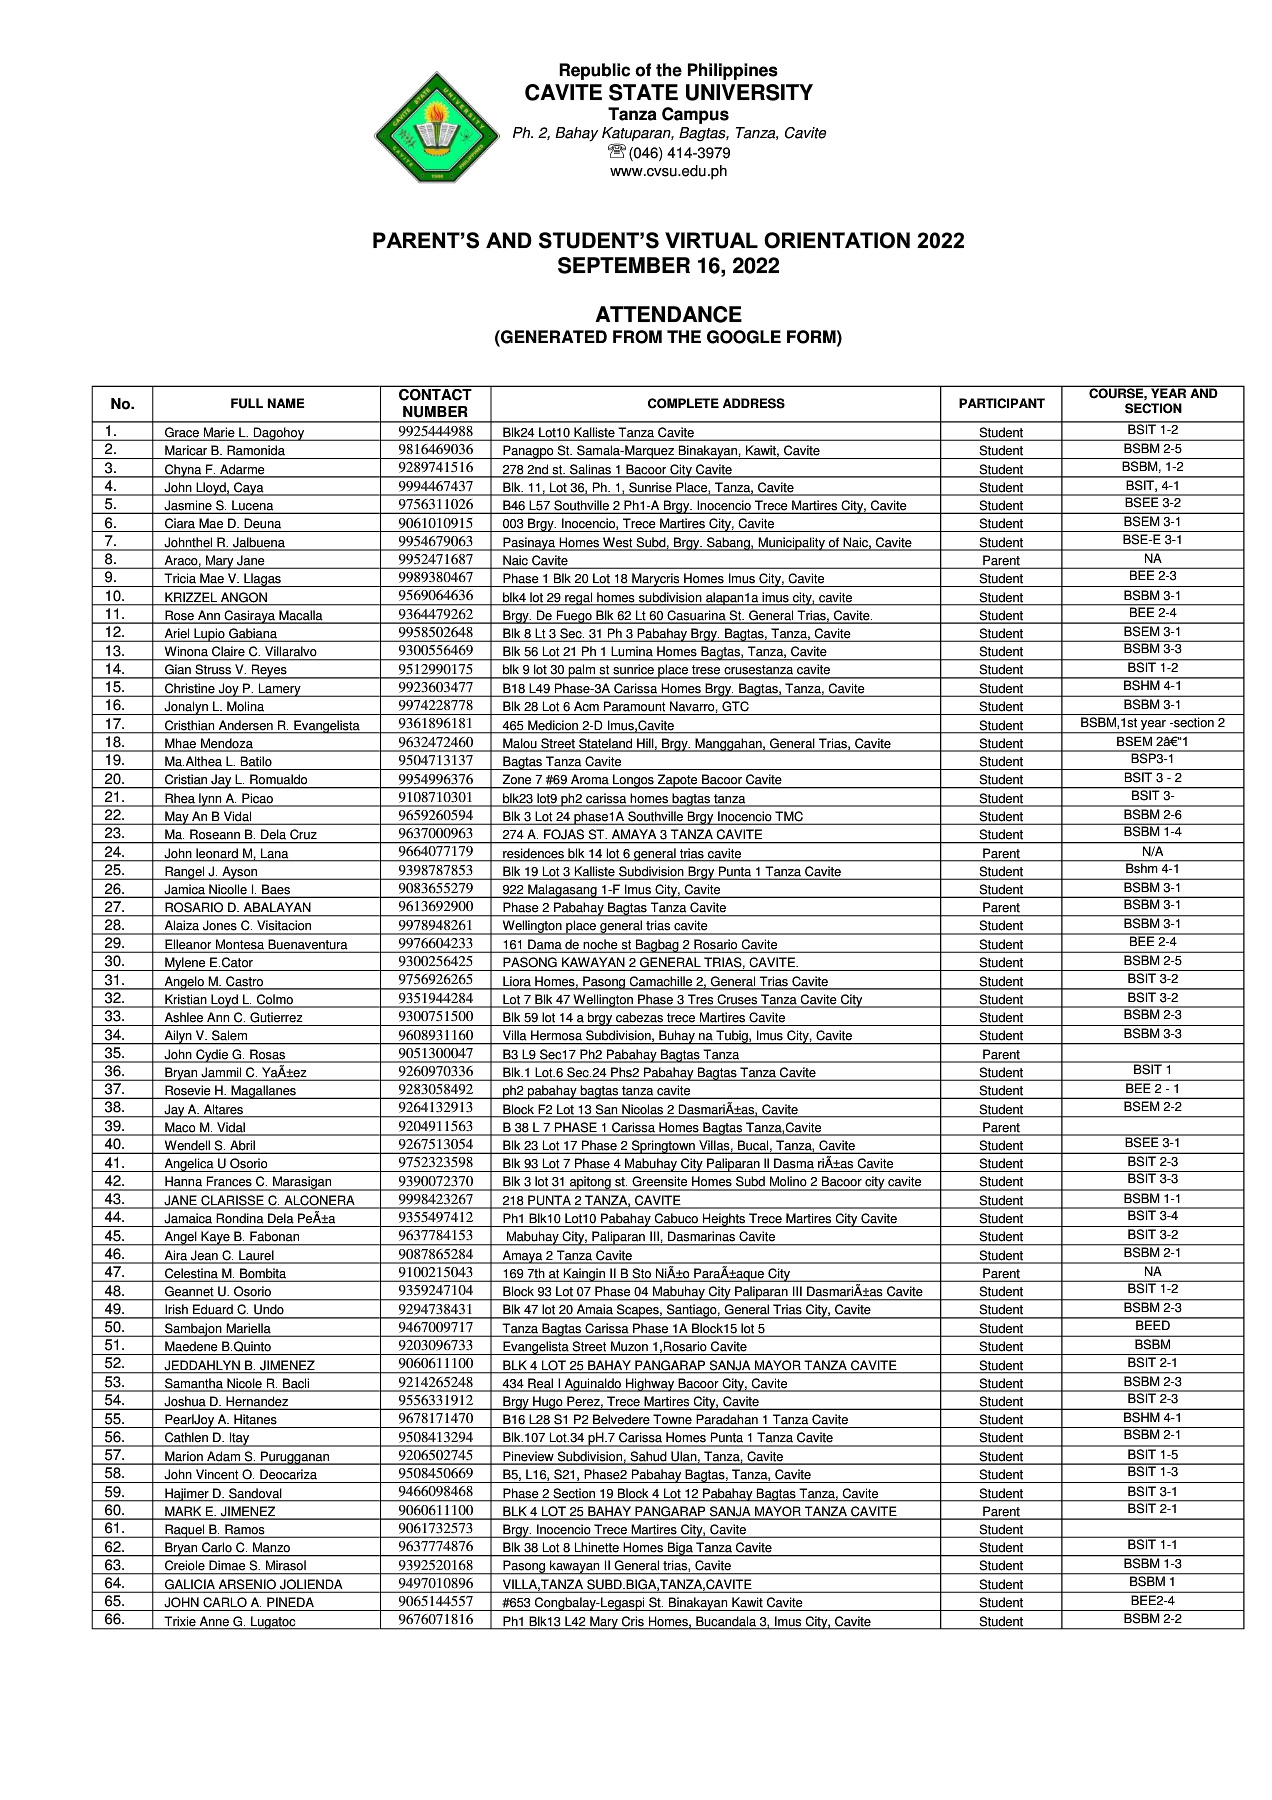 Republic of the Philippines
CAVITE STATE UNIVERSITY
Tanza Campus
Ph. 2, Bahay Katuparan, Bagtas, Tanza, Cavite
☏(046) 414-3979
www.cvsu.edu.ph
CAVITE STATE UNIVERSITY
CAVITE PHILIPPINES
1906
PARENT’S AND STUDENT’S VIRTUAL ORIENTATION 2022
SEPTEMBER 16, 2022
ATTENDANCE
(GENERATED FROM THE GOOGLE FORM)
No. FULL NAME CONTACT NUMBER COMPLETE ADDRESS PARTICIPANT COURSE, YEAR AND SECTION
1. Grace Marie L. Dagohoy 9925444988 Blk24 Lot10 Kalliste Tanza Cavite Student BSIT 1-2
2. Maricar B. Ramonida 9816469036 Panagpo St. Samala-Marquez Binakayan, Kawit, Cavite Student BSBM 2-5
3. Chyna F. Adarme 9289741516 278 2nd st. Salinas 1 Bacoor City Cavite Student BSBM, 1-2
4. John Lloyd, Caya 9994467437 Blk. 11, Lot 36, Ph. 1, Sunrise Place, Tanza, Cavite Student BSIT, 4-1
5. Jasmine S. Lucena 9756311026 B46 L57 Southville 2 Ph1-A Brgy. Inocencio Trece Martires City, Cavite Student BSEE 3-2
6. Ciara Mae D. Deuna 9061010915 003 Brgy. Inocencio, Trece Martires City, Cavite Student BSEM 3-1
7. Johnthel R. Jalbuena 9954679063 Pasinaya Homes West Subd, Brgy. Sabang, Municipality of Naic, Cavite Student BSE-E 3-1
8. Araco, Mary Jane 9952471687 Naic Cavite Parent NA
9. Tricia Mae V. Llagas 9989380467 Phase 1 Blk 20 Lot 18 Marycris Homes Imus City, Cavite Student BEE 2-3
10. KRIZZEL ANGON 9569064636 blk4 lot 29 regal homes subdivision alapan1a imus city, cavite Student BSBM 3-1
11. Rose Ann Casiraya Macalla 9364479262 Brgy. De Fuego Blk 62 Lt 60 Casuarina St. General Trias, Cavite. Student BEE 2-4
12. Ariel Lupio Gabiana 9958502648 Blk 8 Lt 3 Sec. 31 Ph 3 Pabahay Brgy. Bagtas, Tanza, Cavite Student BSEM 3-1
13. Winona Claire C. Villaralvo 9300556469 Blk 56 Lot 21 Ph 1 Lumina Homes Bagtas, Tanza, Cavite Student BSBM 3-3
14. Gian Struss V. Reyes 9512990175 blk 9 lot 30 palm st sunrice place trese crusestanza cavite Student BSIT 1-2
15. Christine Joy P. Lamery 9923603477 B18 L49 Phase-3A Carissa Homes Brgy. Bagtas, Tanza, Cavite Student BSHM 4-1
16. Jonalyn L. Molina 9974228778 Blk 28 Lot 6 Acm Paramount Navarro, GTC Student BSBM 3-1
17. Cristhian Andersen R. Evangelista 9361896181 465 Medicion 2-D Imus,Cavite Student BSBM,1st year -section 2
18. Mhae Mendoza 9632472460 Malou Street Stateland Hill, Brgy. Manggahan, General Trias, Cavite Student BSEM 2â€“1
19. Ma.Althea L. Batilo 9504713137 Bagtas Tanza Cavite Student BSP3-1
20. Cristian Jay L. Romualdo 9954996376 Zone 7 #69 Aroma Longos Zapote Bacoor Cavite Student BSIT 3 - 2
21. Rhea lynn A. Picao 9108710301 blk23 lot9 ph2 carissa homes bagtas tanza Student BSIT 3-
22. May An B Vidal 9659260594 Blk 3 Lot 24 phase1A Southville Brgy Inocencio TMC Student BSBM 2-6
23. Ma. Roseann B. Dela Cruz 9637000963 274 A. FOJAS ST. AMAYA 3 TANZA CAVITE Student BSBM 1-4
24. John leonard M, Lana 9664077179 residences blk 14 lot 6 general trias cavite Parent N/A
25. Rangel J. Ayson 9398787853 Blk 19 Lot 3 Kalliste Subdivision Brgy Punta 1 Tanza Cavite Student Bshm 4-1
26. Jamica Nicolle I. Baes 9083655279 922 Malagasang 1-F Imus City, Cavite Student BSBM 3-1
27. ROSARIO D. ABALAYAN 9613692900 Phase 2 Pabahay Bagtas Tanza Cavite Parent BSBM 3-1
28. Alaiza Jones C. Visitacion 9978948261 Wellington place general trias cavite Student BSBM 3-1
29. Elleanor Montesa Buenaventura 9976604233 161 Dama de noche st Bagbag 2 Rosario Cavite Student BEE 2-4
30. Mylene E.Cator 9300256425 PASONG KAWAYAN 2 GENERAL TRIAS, CAVITE. Student BSBM 2-5
31. Angelo M. Castro 9756926265 Liora Homes, Pasong Camachille 2, General Trias Cavite Student BSIT 3-2
32. Kristian Loyd L. Colmo 9351944284 Lot 7 Blk 47 Wellington Phase 3 Tres Cruses Tanza Cavite City Student BSIT 3-2
33. Ashlee Ann C. Gutierrez 9300751500 Blk 59 lot 14 a brgy cabezas trece Martires Cavite Student BSBM 2-3
34. Ailyn V. Salem 9608931160 Villa Hermosa Subdivision, Buhay na Tubig, Imus City, Cavite Student BSBM 3-3
35. John Cydie G. Rosas 9051300047 B3 L9 Sec17 Ph2 Pabahay Bagtas Tanza Parent
36. Bryan Jammil C. YaÃ±ez 9260970336 Blk.1 Lot.6 Sec.24 Phs2 Pabahay Bagtas Tanza Cavite Student BSIT 1
37. Rosevie H. Magallanes 9283058492 ph2 pabahay bagtas tanza cavite Student BEE 2 - 1
38. Jay A. Altares 9264132913 Block F2 Lot 13 San Nicolas 2 DasmariÃ±as, Cavite Student BSEM 2-2
39. Maco M. Vidal 9204911563 B 38 L 7 PHASE 1 Carissa Homes Bagtas Tanza,Cavite Parent
40. Wendell S. Abril 9267513054 Blk 23 Lot 17 Phase 2 Springtown Villas, Bucal, Tanza, Cavite Student BSEE 3-1
41. Angelica U Osorio 9752323598 Blk 93 Lot 7 Phase 4 Mabuhay City Paliparan II Dasma riÃ±as Cavite Student BSIT 2-3
42. Hanna Frances C. Marasigan 9390072370 Blk 3 lot 31 apitong st. Greensite Homes Subd Molino 2 Bacoor city cavite Student BSIT 3-3
43. JANE CLARISSE C. ALCONERA 9998423267 218 PUNTA 2 TANZA, CAVITE Student BSBM 1-1
44. Jamaica Rondina Dela PeÃ±a 9355497412 Ph1 Blk10 Lot10 Pabahay Cabuco Heights Trece Martires City Cavite Student BSIT 3-4
45. Angel Kaye B. Fabonan 9637784153 Mabuhay City, Paliparan III, Dasmarinas Cavite Student BSIT 3-2
46. Aira Jean C. Laurel 9087865284 Amaya 2 Tanza Cavite Student BSBM 2-1
47. Celestina M. Bombita 9100215043 169 7th at Kaingin II B Sto NiÃ±o ParaÃ±aque City Parent NA
48. Geannet U. Osorio 9359247104 Block 93 Lot 07 Phase 04 Mabuhay City Paliparan III DasmariÃ±as Cavite Student BSIT 1-2
49. Irish Eduard C. Undo 9294738431 Blk 47 lot 20 Amaia Scapes, Santiago, General Trias City, Cavite Student BSBM 2-3
50. Sambajon Mariella 9467009717 Tanza Bagtas Carissa Phase 1A Block15 lot 5 Student BEED
51. Maedene B.Quinto 9203096733 Evangelista Street Muzon 1,Rosario Cavite Student BSBM
52. JEDDAHLYN B. JIMENEZ 9060611100 BLK 4 LOT 25 BAHAY PANGARAP SANJA MAYOR TANZA CAVITE Student BSIT 2-1
53. Samantha Nicole R. Bacli 9214265248 434 Real I Aguinaldo Highway Bacoor City, Cavite Student BSBM 2-3
54. Joshua D. Hernandez 9556331912 Brgy Hugo Perez, Trece Martires City, Cavite Student BSIT 2-3
55. PearlJoy A. Hitanes 9678171470 B16 L28 S1 P2 Belvedere Towne Paradahan 1 Tanza Cavite Student BSHM 4-1
56. Cathlen D. Itay 9508413294 Blk.107 Lot.34 pH.7 Carissa Homes Punta 1 Tanza Cavite Student BSBM 2-1
57. Marion Adam S. Purugganan 9206502745 Pineview Subdivision, Sahud Ulan, Tanza, Cavite Student BSIT 1-5
58. John Vincent O. Deocariza 9508450669 B5, L16, S21, Phase2 Pabahay Bagtas, Tanza, Cavite Student BSIT 1-3
59. Hajimer D. Sandoval 9466098468 Phase 2 Section 19 Block 4 Lot 12 Pabahay Bagtas Tanza, Cavite Student BSIT 3-1
60. MARK E. JIMENEZ 9060611100 BLK 4 LOT 25 BAHAY PANGARAP SANJA MAYOR TANZA CAVITE Parent BSIT 2-1
61. Raquel B. Ramos 9061732573 Brgy. Inocencio Trece Martires City, Cavite Student
62. Bryan Carlo C. Manzo 9637774876 Blk 38 Lot 8 Lhinette Homes Biga Tanza Cavite Student BSIT 1-1
63. Creiole Dimae S. Mirasol 9392520168 Pasong kawayan II General trias, Cavite Student BSBM 1-3
64. GALICIA ARSENIO JOLIENDA 9497010896 VILLA,TANZA SUBD.BIGA,TANZA,CAVITE Student BSBM 1
65. JOHN CARLO A. PINEDA 9065144557 #653 Congbalay-Legaspi St. Binakayan Kawit Cavite Student BEE2-4
66. Trixie Anne G. Lugatoc 9676071816 Ph1 Blk13 L42 Mary Cris Homes, Bucandala 3, Imus City, Cavite Student BSBM 2-2